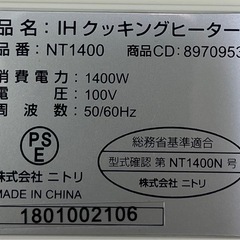 品名：IHクッキングヒーター
品番：NT1400 商品CD：8970953
消費電力：1400W
電圧：100V
周波数：50/60Hz
PS
E
株式会社 ニトリ
MADE IN CHINA
総務省基準適合
型式確認 第 NT1400N 号
株式会社 ニトリ
1801002106